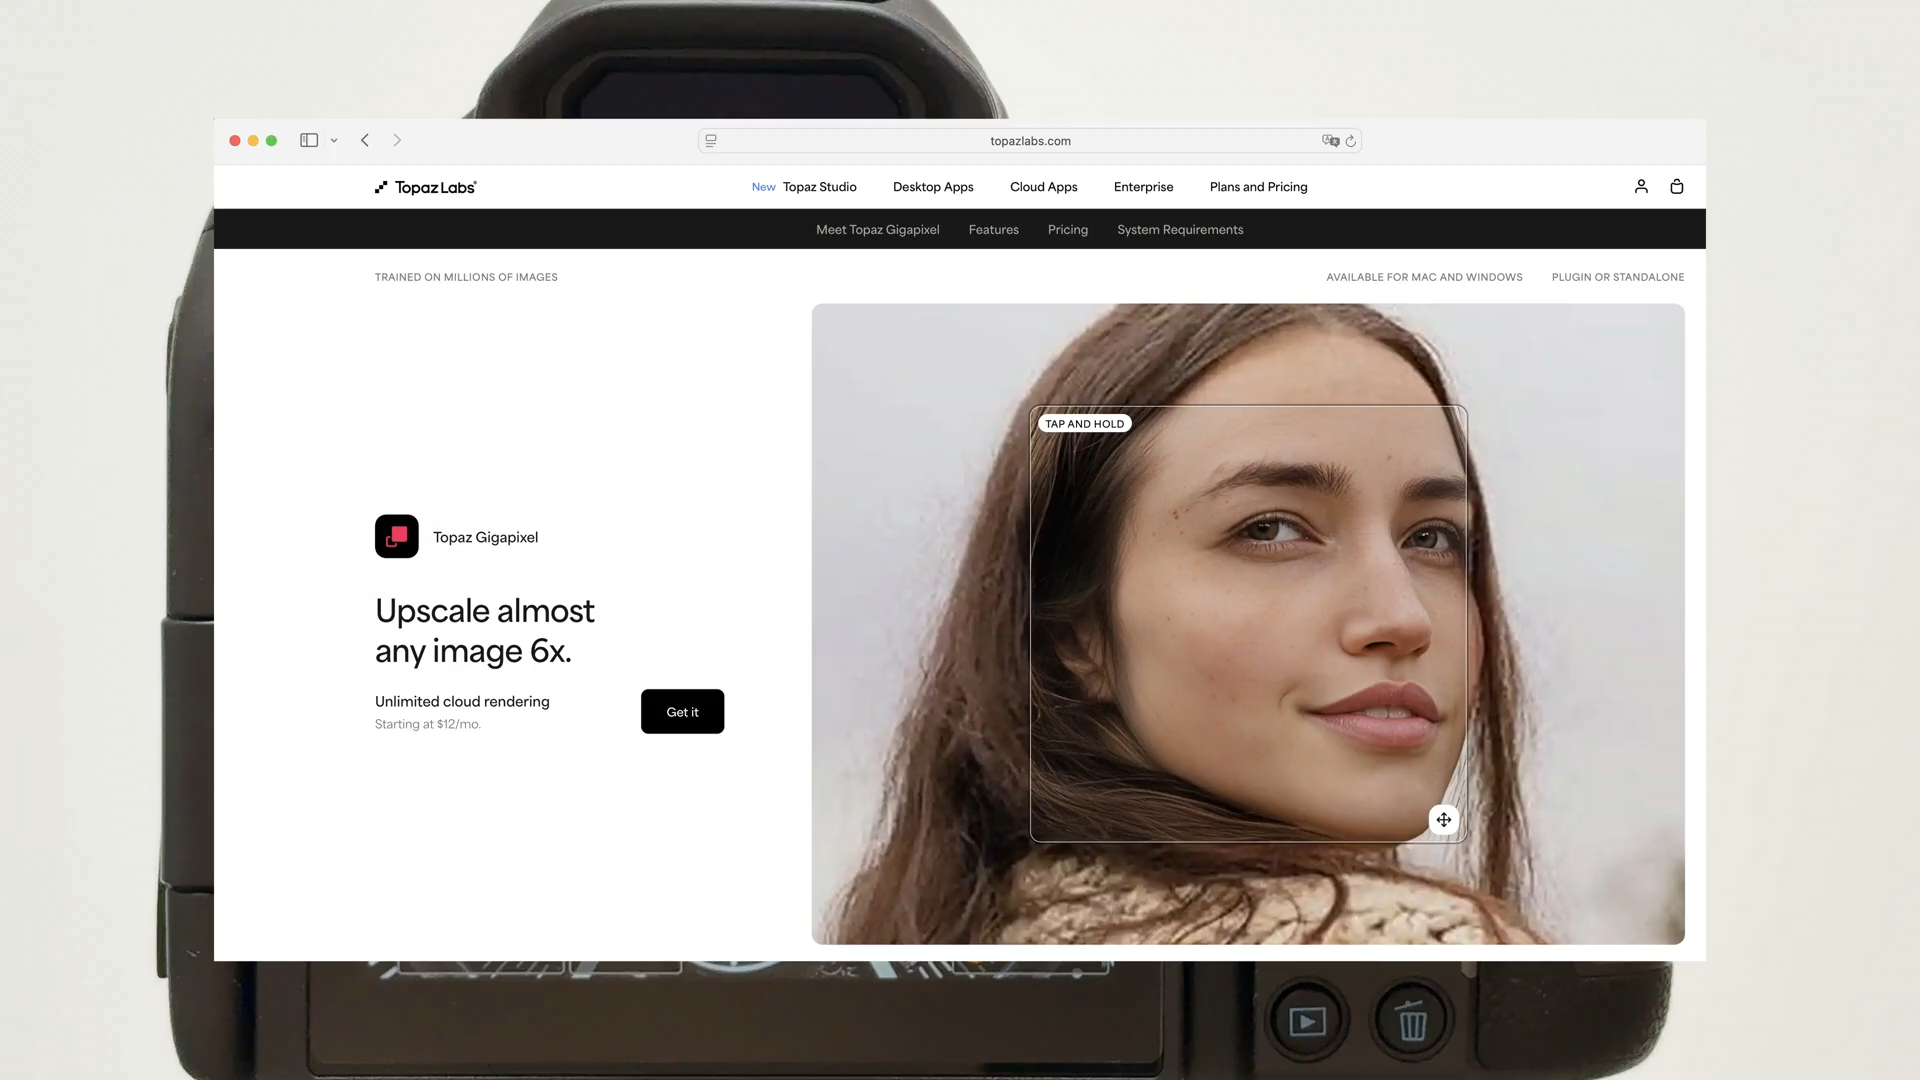 topazlabs.com
Topaz Labs
New Topaz Studio Desktop Apps Cloud Apps Enterprise Plans and Pricing
Meet Topaz Gigapixel Features Pricing System Requirements
TRAINED ON MILLIONS OF IMAGES AVAILABLE FOR MAC AND WINDOWS PLUGIN OR STANDALONE
TAP AND HOLD
Topaz Gigapixel
Upscale almost
any image 6x.
Unlimited cloud rendering
Starting at $12/mo.
Get it